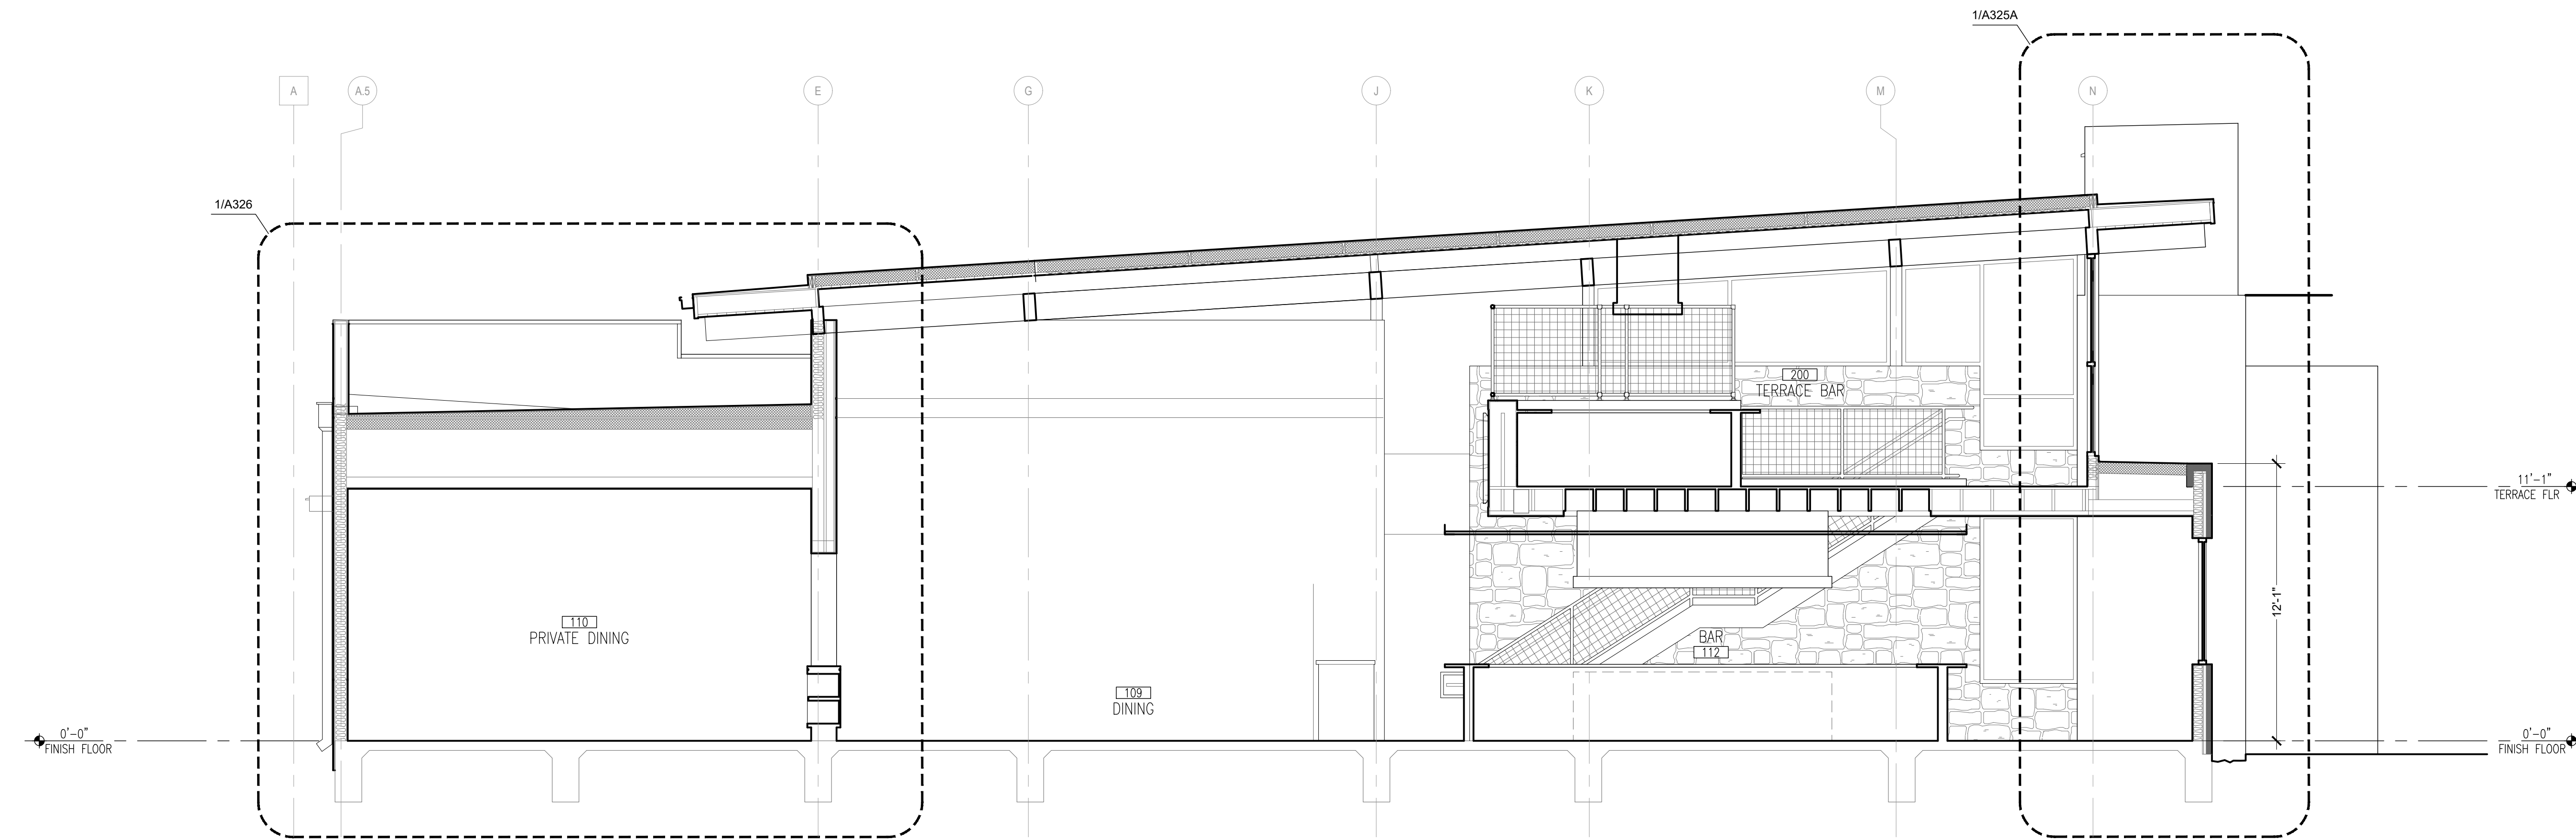 1/A325A
A
A.5
E
G
J
K
M
N
1/A326
200
TERRACE BAR
11'-1"
TERRACE FLR
12'-1"
110
PRIVATE DINING
BAR
112
109
DINING
0'-0"
FINISH FLOOR
0'-0"
FINISH FLOOR